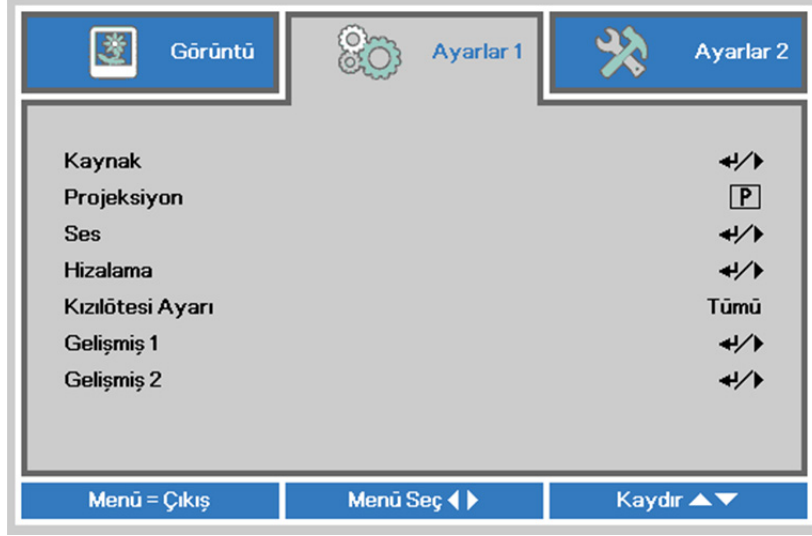 Görüntü Ayarlar 1 Ayarlar 2
Kaynak
Projeksiyon P
Ses
Hizalama
Kızılötesi Ayarı Tümü
Gelişmiş 1
Gelişmiş 2
Menü = Çıkış Menü Seç Kaydır